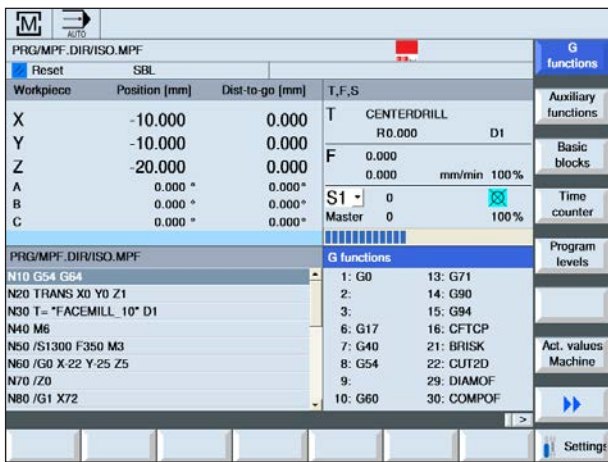 M
AUTO
PRG/MPF.DIR/ISO.MPF
Reset SBL
Workpiece Position [mm] Dist-to-go [mm]
X -10.000 0.000
Y -10.000 0.000
Z -20.000 0.000
A 0.000 ° 0.000°
B 0.000 ° 0.000°
C 0.000 ° 0.000°
T,F,S
T CENTERDRILL
R0.000 D1
F 0.000
0.000 mm/min 100%
S1 0
Master 0 100%
PRG/MPF.DIR/ISO.MPF
N10 G54 G64
N20 TRANS X0 Y0 Z1
N30 T= "FACEMILL_10" D1
N40 M6
N50 /S1300 F350 M3
N60 /G0 X-22 Y-25 Z5
N70 /Z0
N80 /G1 X72
G functions
1: G0 13: G71
2: 14: G90
3: 15: G94
6: G17 16: CFTCP
7: G40 21: BRISK
8: G54 22: CUT2D
9: 29: DIAMOF
10: G60 30: COMPOF
>
G
functions
Auxiliary
functions
Basic
blocks
Time
counter
Program
levels
Act. values
Machine
Settings